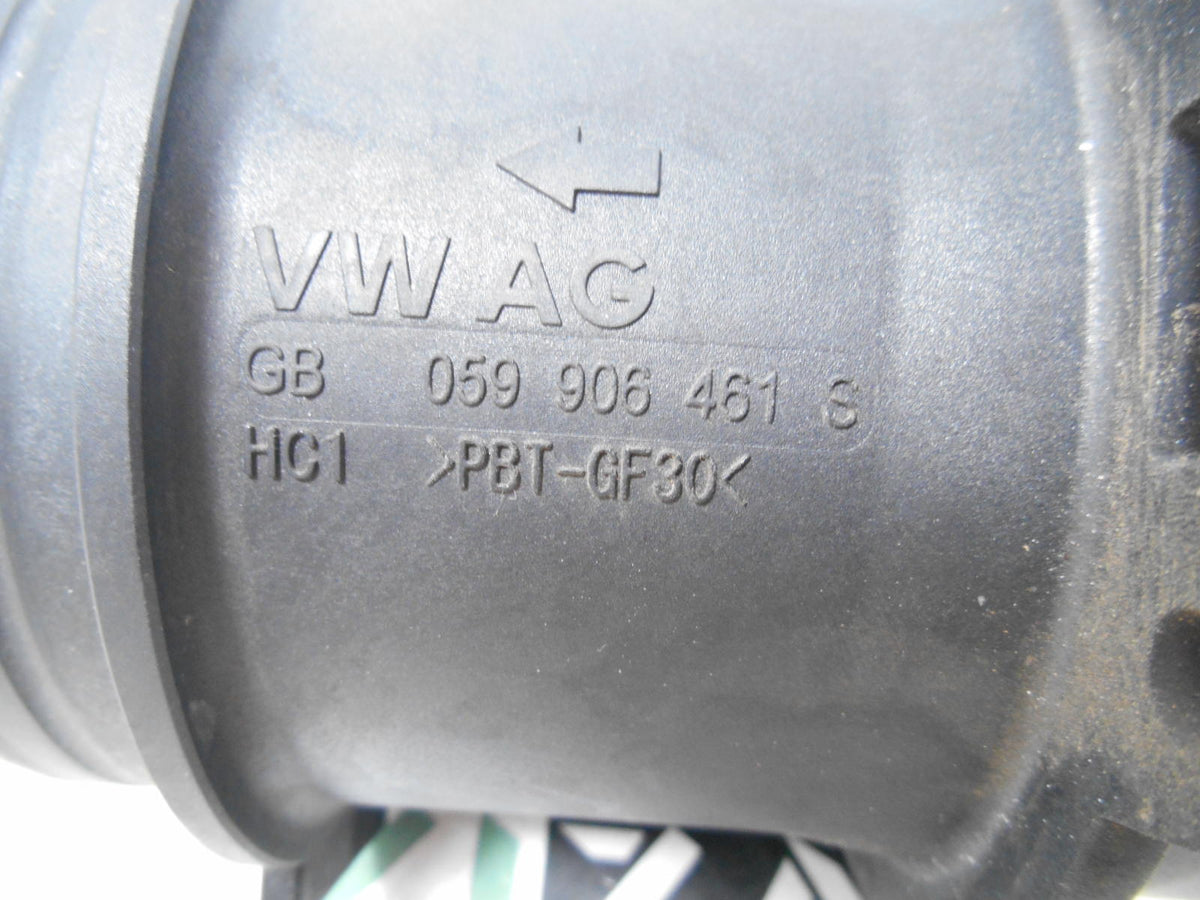 VW AG
GB 059 906 461 S
HC1 >PBT-GF30<